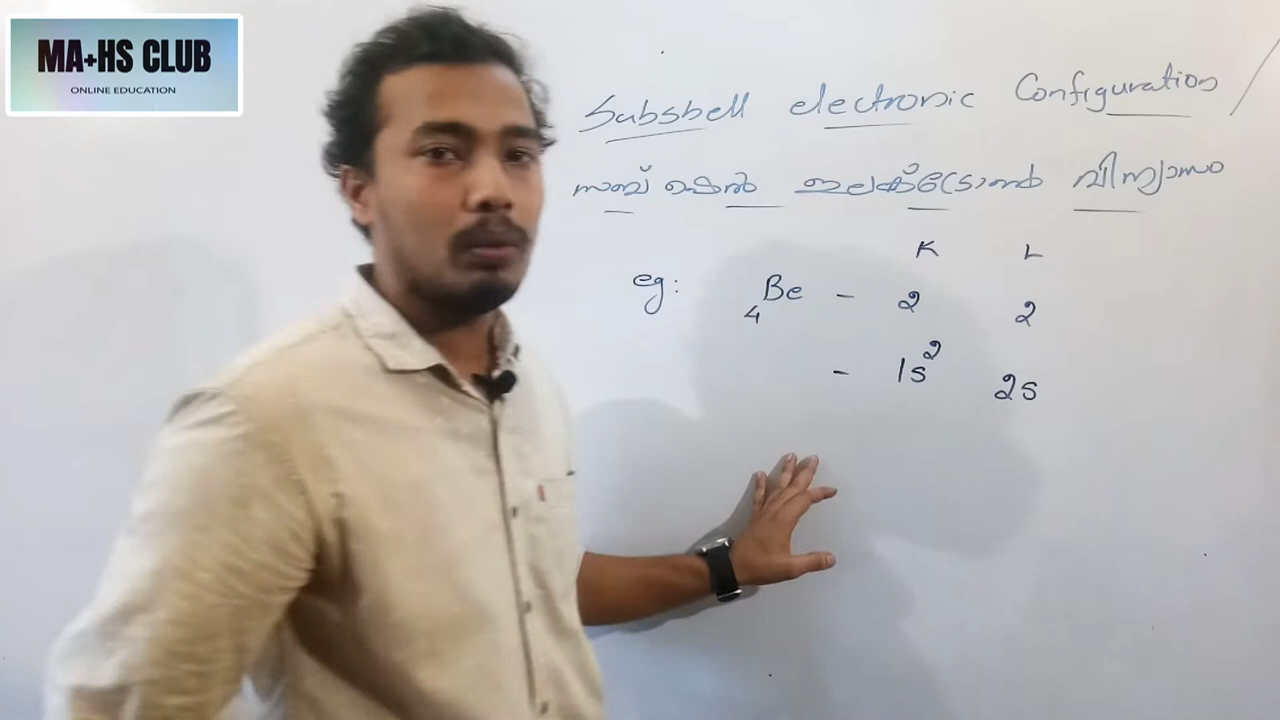 MA+HS CLUB
ONLINE EDUCATION
Subshell electronic Configuration /
സബ് ഷെൽ ഇലക്ട്രോൺ വിന്യാസം
K L
eg: ₄Be - 2 2
- 1s² 2s